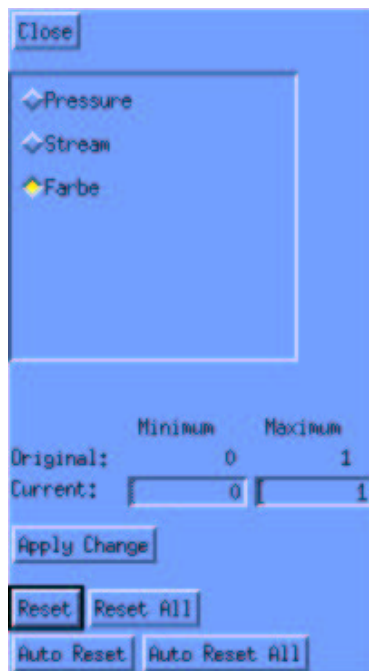 Close
Pressure
Stream
Farbe
Minimum Maximum
Original: 0 1
Current: 0 1
Apply Change
Reset Reset All
Auto Reset Auto Reset All